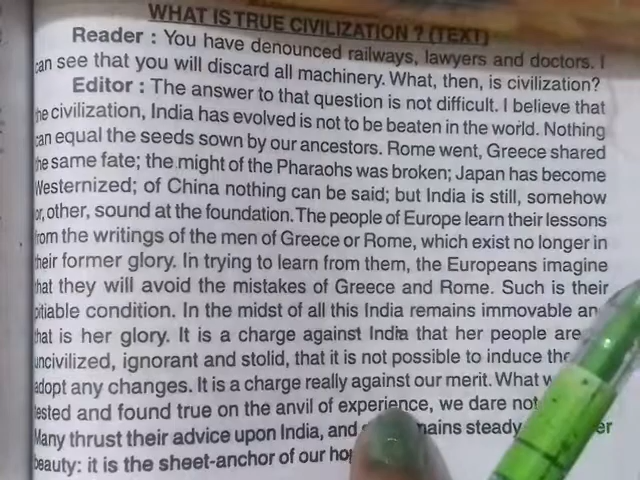 WHAT IS TRUE CIVILIZATION ? (TEXT)
Reader : You have denounced railways, lawyers and doctors. I
can see that you will discard all machinery. What, then, is civilization?
Editor : The answer to that question is not difficult. I believe that
the civilization, India has evolved is not to be beaten in the world. Nothing
can equal the seeds sown by our ancestors. Rome went, Greece shared
the same fate; the might of the Pharaohs was broken; Japan has become
Westernized; of China nothing can be said; but India is still, somehow
or, other, sound at the foundation. The people of Europe learn their lessons
from the writings of the men of Greece or Rome, which exist no longer in
their former glory. In trying to learn from them, the Europeans imagine
that they will avoid the mistakes of Greece and Rome. Such is their
pitiable condition. In the midst of all this India remains immovable an
that is her glory. It is a charge against India that her people are
uncivilized, ignorant and stolid, that it is not possible to induce the
adopt any changes. It is a charge really against our merit. What w
tested and found true on the anvil of experience, we dare not
Many thrust their advice upon India, and mains steady er
beauty: it is the sheet-anchor of our ho